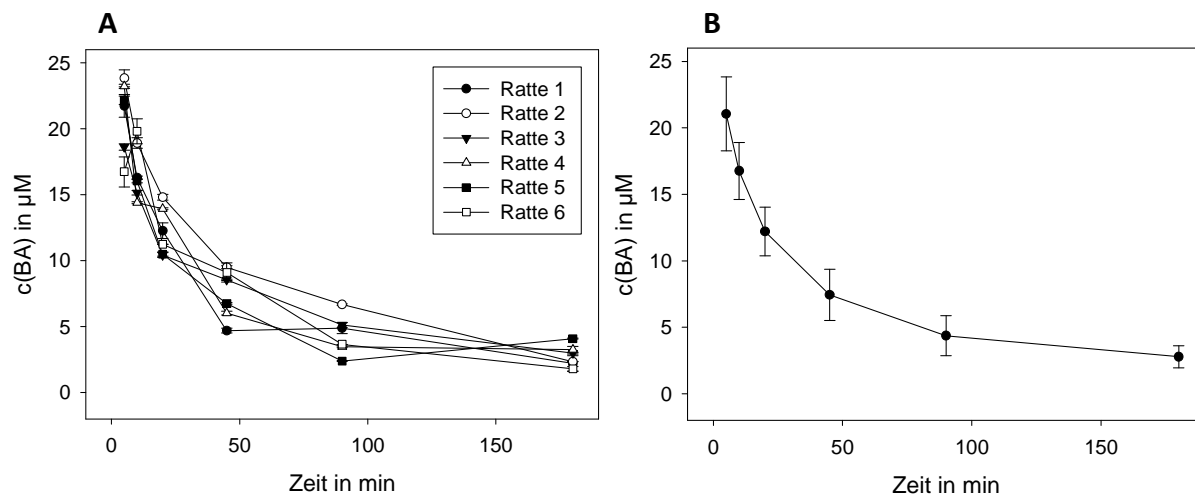 A
B
25
20
15
10
5
0
c(BA) in µM
0
50
100
150
Zeit in min
Ratte 1
Ratte 2
Ratte 3
Ratte 4
Ratte 5
Ratte 6
25
20
15
10
5
0
c(BA) in µM
0
50
100
150
Zeit in min